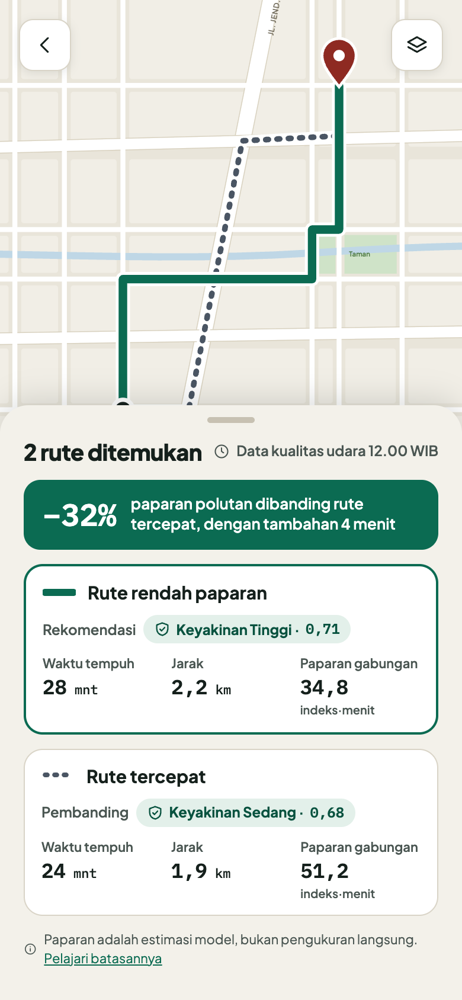 JL. JEND.
Taman
2 rute ditemukan
Data kualitas udara 12.00 WIB
−32%
paparan polutan dibanding rute
tercepat, dengan tambahan 4 menit
Rute rendah paparan
Rekomendasi
Keyakinan Tinggi · 0,71
Waktu tempuh
Jarak
Paparan gabungan
28 mnt
2,2 km
34,8
indeks·menit
Rute tercepat
Pembanding
Keyakinan Sedang · 0,68
Waktu tempuh
Jarak
Paparan gabungan
24 mnt
1,9 km
51,2
indeks·menit
Paparan adalah estimasi model, bukan pengukuran langsung.
Pelajari batasannya